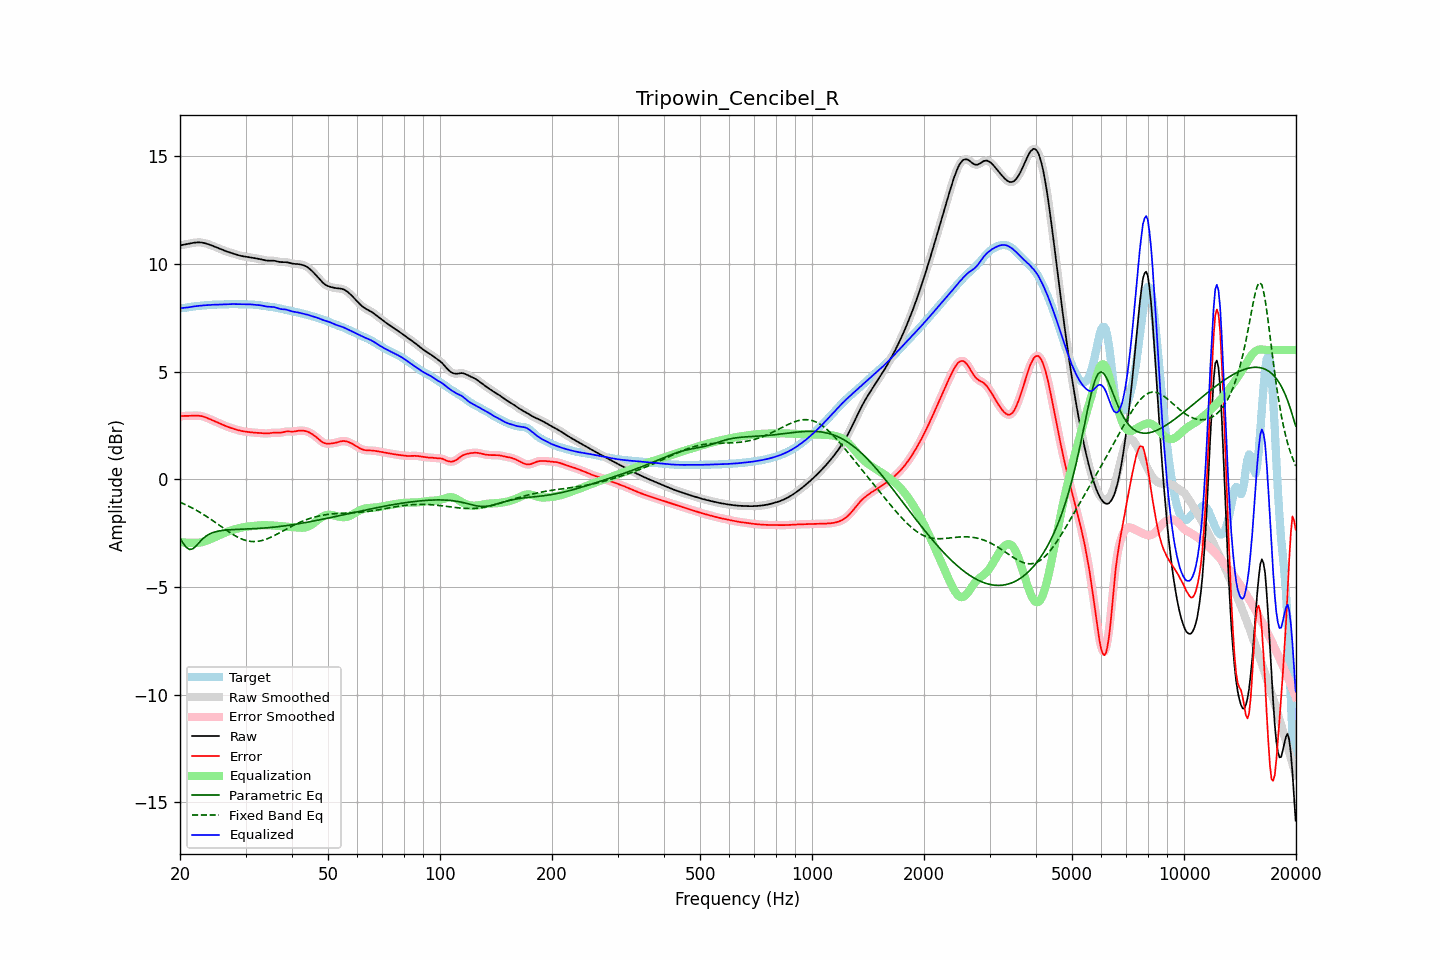 Tripowin_Cencibel_R
Amplitude (dBr)
15
10
5
0
−5
−10
−15
Target
Raw Smoothed
Error Smoothed
Raw
Error
Equalization
Parametric Eq
Fixed Band Eq
Equalized
20 50 100 200 500 1000 2000 5000 10000 20000
Frequency (Hz)